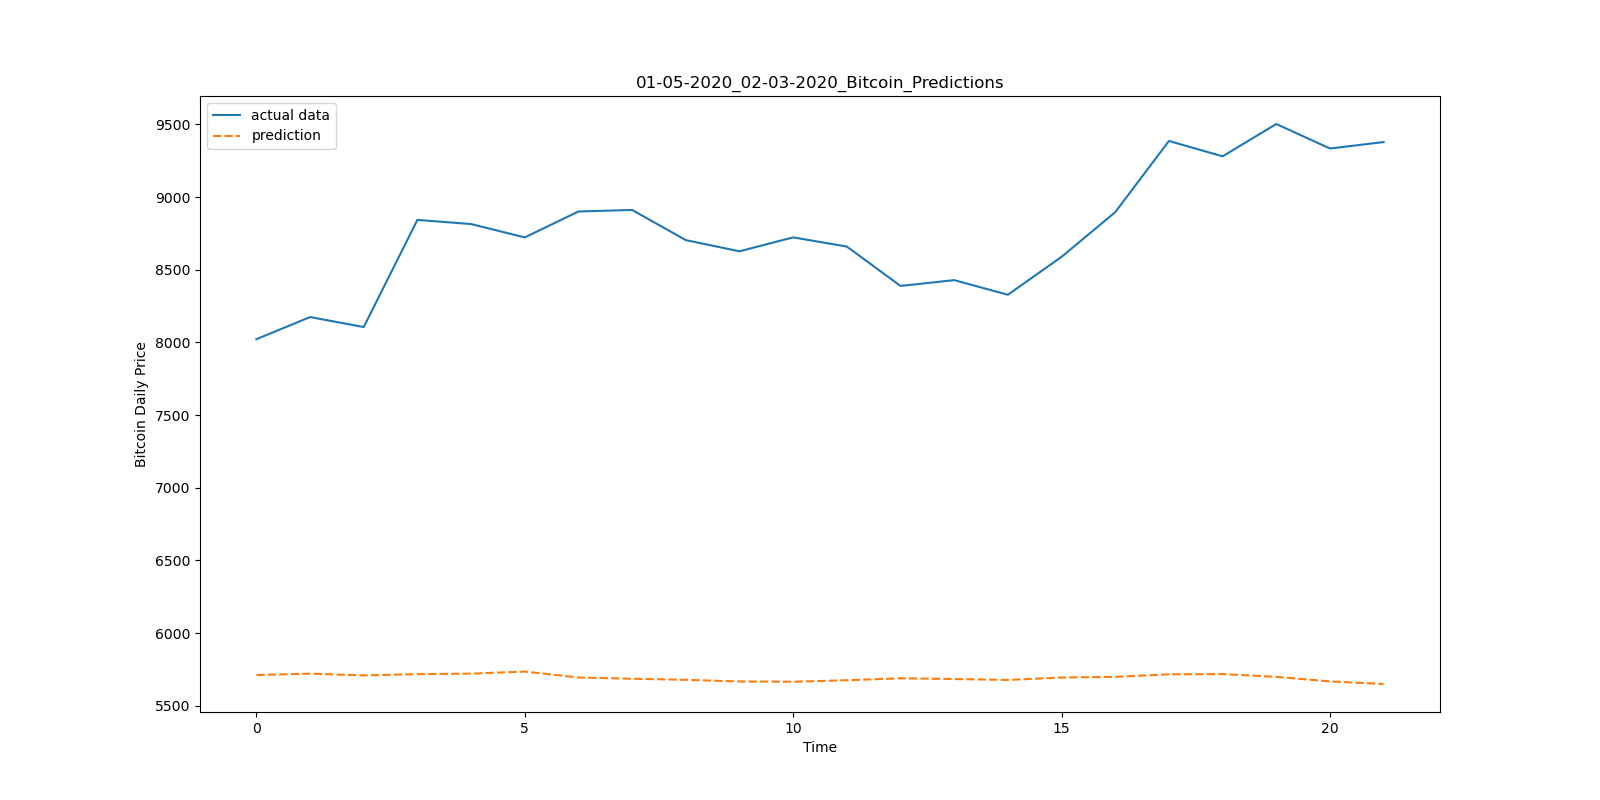 01-05-2020_02-03-2020_Bitcoin_Predictions
actual data
prediction
9500
9000
8500
8000
7500
7000
6500
6000
5500
Bitcoin Daily Price
0 5 10 15 20
Time